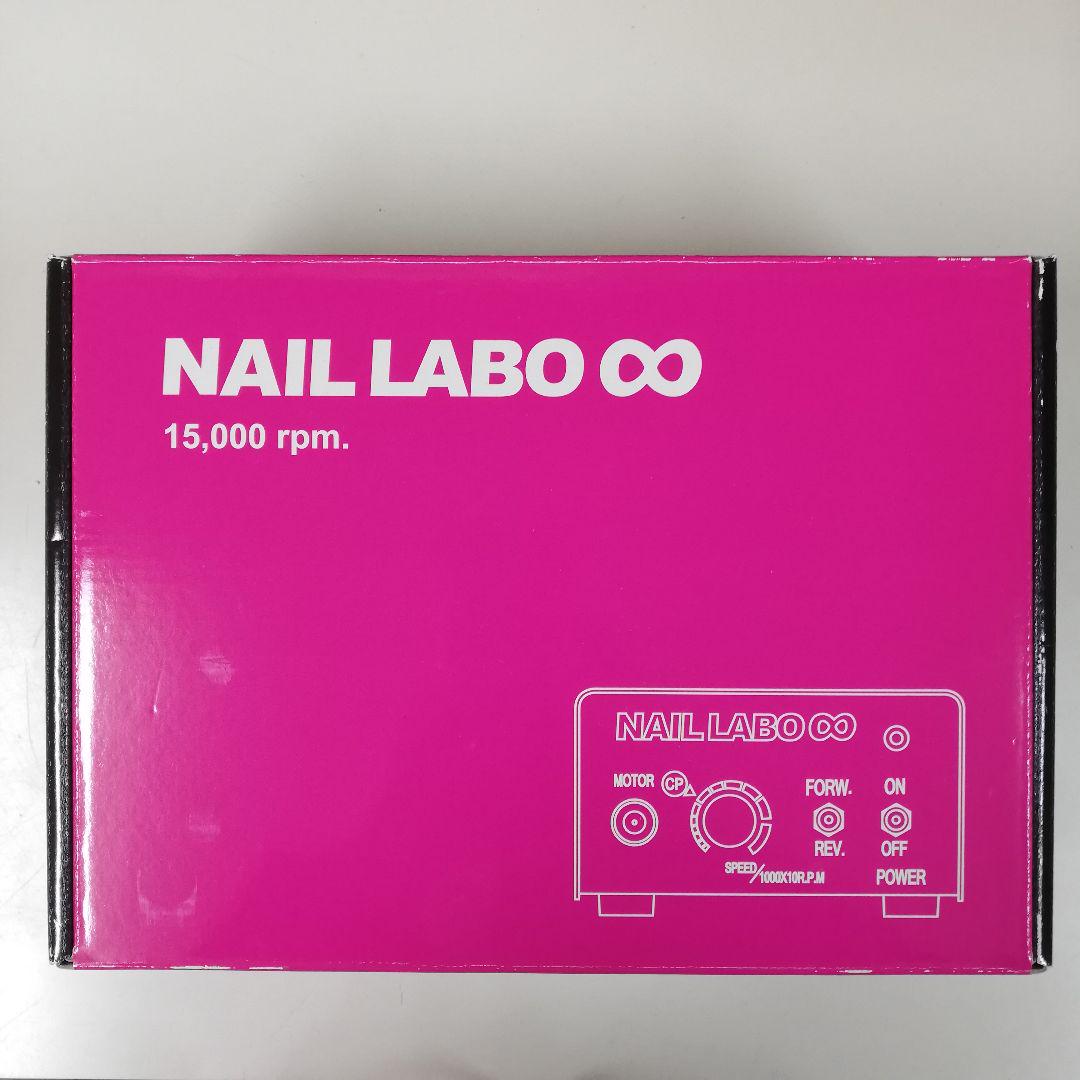 NAIL LABO ∞
15,000 rpm.
NAIL LABO ∞
MOTOR CP FORW. ON
REV. OFF
SPEED/1000X10R.P.M POWER